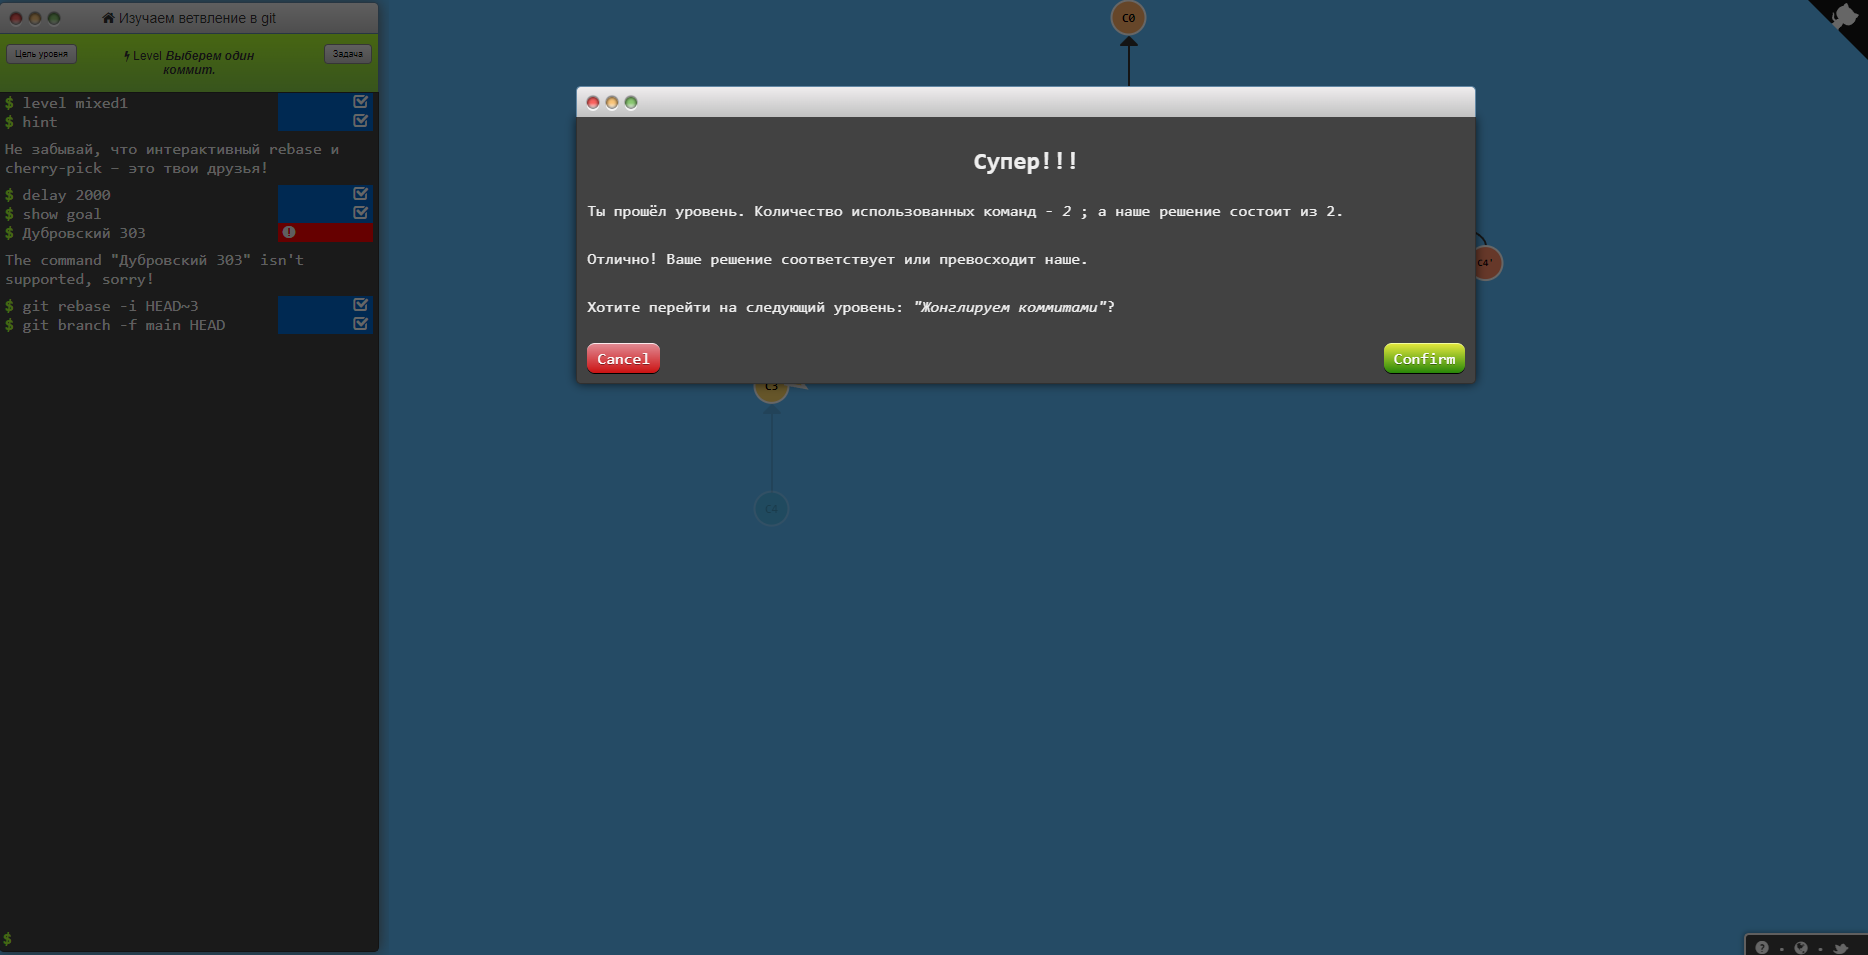 Изучаем ветвление в git
Цель уровня
Level Выберем один
коммит.
Задача
$ level mixed1
$ hint
Не забывай, что интерактивный rebase и
cherry-pick – это твои друзья!
$ delay 2000
$ show goal
$ Дубровский 303
The command "Дубровский 303" isn't
supported, sorry!
$ git rebase -i HEAD~3
$ git branch -f main HEAD
$
C0
Супер!!!
Ты прошёл уровень. Количество использованных команд - 2 ; а наше решение состоит из 2.
Отлично! Ваше решение соответствует или превосходит наше.
Хотите перейти на следующий уровень: "Жонглируем коммитами"?
Cancel
Confirm
C4'
C3
C4